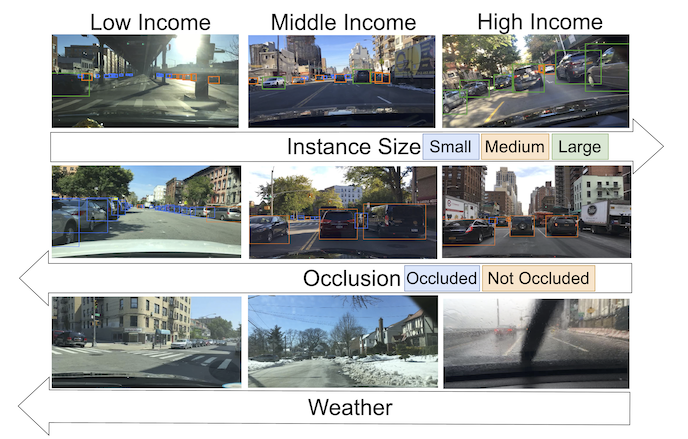 Low Income
Middle Income
High Income
Instance Size
Small
Medium
Large
Occlusion
Occluded
Not Occluded
Weather